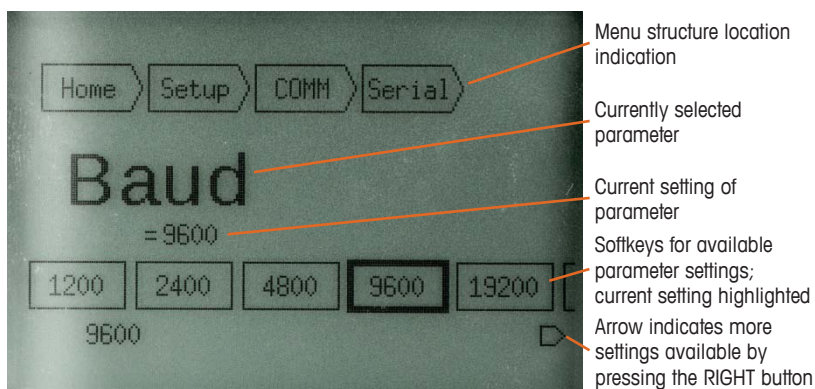 Home
Setup
COMM
Serial
Baud
=9600
1200
2400
4800
9600
19200
9600
Menu structure location
indication
Currently selected
parameter
Current setting of
parameter
Softkeys for available
parameter settings;
current setting highlighted
Arrow indicates more
settings available by
pressing the RIGHT button